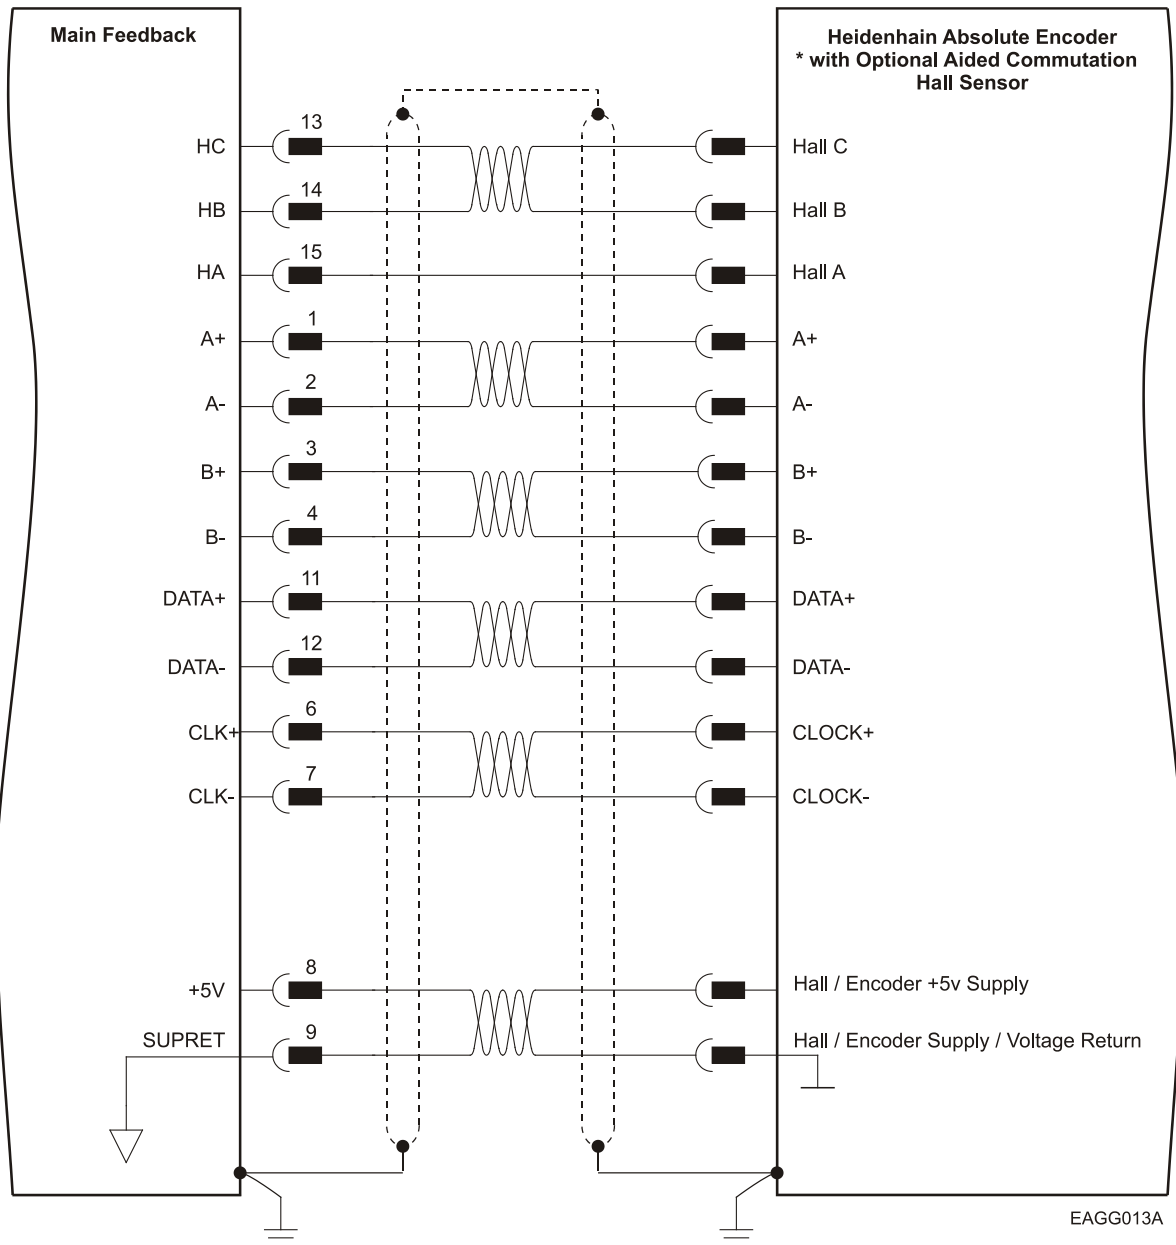 Main Feedback
Heidenhain Absolute Encoder
* with Optional Aided Commutation
Hall Sensor
HC 13 Hall C
HB 14 Hall B
HA 15 Hall A
A+ 1 A+
A- 2 A-
B+ 3 B+
B- 4 B-
DATA+ 11 DATA+
DATA- 12 DATA-
CLK+ 6 CLOCK+
CLK- 7 CLOCK-
+5V 8 Hall / Encoder +5v Supply
SUPRET 9 Hall / Encoder Supply / Voltage Return
EAGG013A